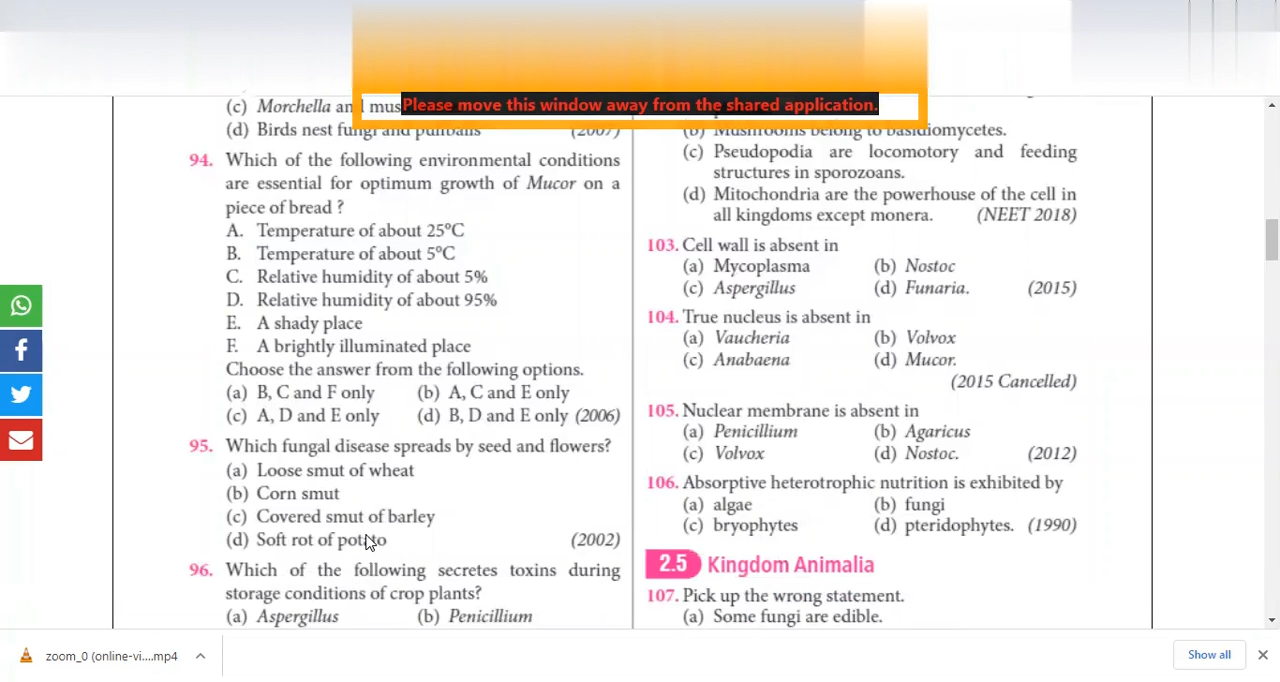 Please move this window away from the shared application.
(c) Morchella and mus
(d) Birds nest fungi and puffballs (2007)
94. Which of the following environmental conditions
are essential for optimum growth of Mucor on a
piece of bread ?
A. Temperature of about 25°C
B. Temperature of about 5°C
C. Relative humidity of about 5%
D. Relative humidity of about 95%
E. A shady place
F. A brightly illuminated place
Choose the answer from the following options.
(a) B, C and F only (b) A, C and E only
(c) A, D and E only (d) B, D and E only (2006)
95. Which fungal disease spreads by seed and flowers?
(a) Loose smut of wheat
(b) Corn smut
(c) Covered smut of barley
(d) Soft rot of potato (2002)
96. Which of the following secretes toxins during
storage conditions of crop plants?
(a) Aspergillus (b) Penicillium
(b) Mushrooms belong to basidiomycetes.
(c) Pseudopodia are locomotory and feeding
structures in sporozoans.
(d) Mitochondria are the powerhouse of the cell in
all kingdoms except monera. (NEET 2018)
103. Cell wall is absent in
(a) Mycoplasma (b) Nostoc
(c) Aspergillus (d) Funaria. (2015)
104. True nucleus is absent in
(a) Vaucheria (b) Volvox
(c) Anabaena (d) Mucor.
(2015 Cancelled)
105. Nuclear membrane is absent in
(a) Penicillium (b) Agaricus
(c) Volvox (d) Nostoc. (2012)
106. Absorptive heterotrophic nutrition is exhibited by
(a) algae (b) fungi
(c) bryophytes (d) pteridophytes. (1990)
2.5 Kingdom Animalia
107. Pick up the wrong statement.
(a) Some fungi are edible.
zoom_0 (online-vi....mp4
Show all